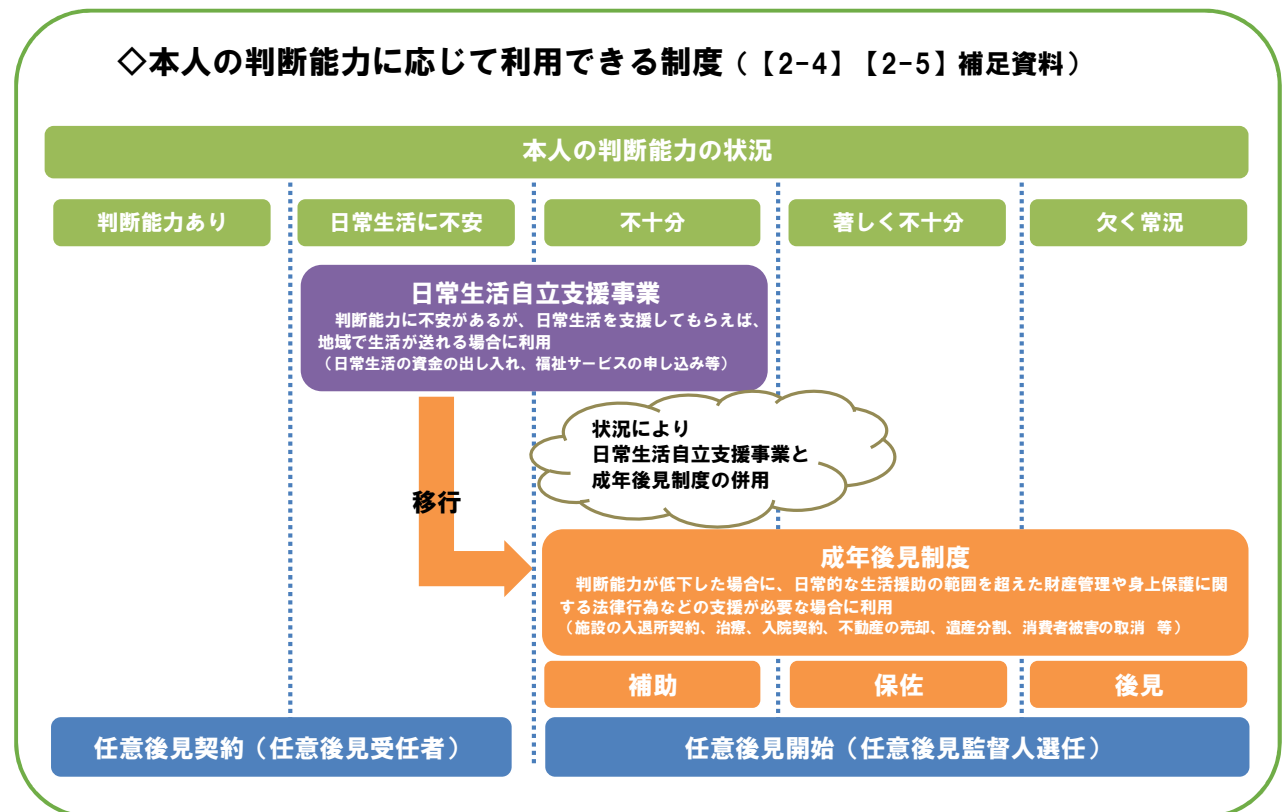 ◇本人の判断能力に応じて利用できる制度（【2-4】【2-5】補足資料）
本人の判断能力の状況
判断能力あり
日常生活に不安
不十分
著しく不十分
欠く常況
日常生活自立支援事業
判断能力に不安があるが、日常生活を支援してもらえば、
地域で生活が送れる場合に利用
（日常生活の資金の出し入れ、福祉サービスの申し込み等）
状況により
日常生活自立支援事業と
成年後見制度の併用
移行
成年後見制度
判断能力が低下した場合に、日常的な生活援助の範囲を超えた財産管理や身上保護に関
する法律行為などの支援が必要な場合に利用
（施設の入退所契約、治療、入院契約、不動産の売却、遺産分割、消費者被害の取消 等）
補助
保佐
後見
任意後見契約（任意後見受任者）
任意後見開始（任意後見監督人選任）